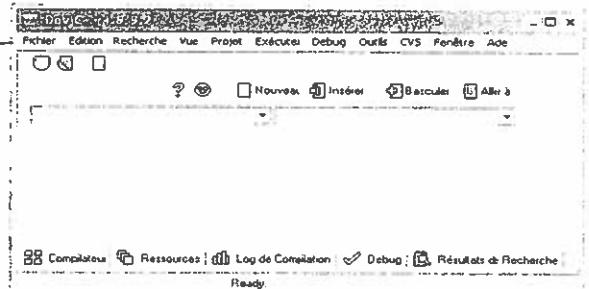 Fichier Edition Recherche Vue Projet Exécuter Debug Outils CVS Fenêtre Aide
Nouveau Insérer Basculer Aller à
Compilateur Ressources Log de Compilation Debug Résultats de Recherche
Ready.